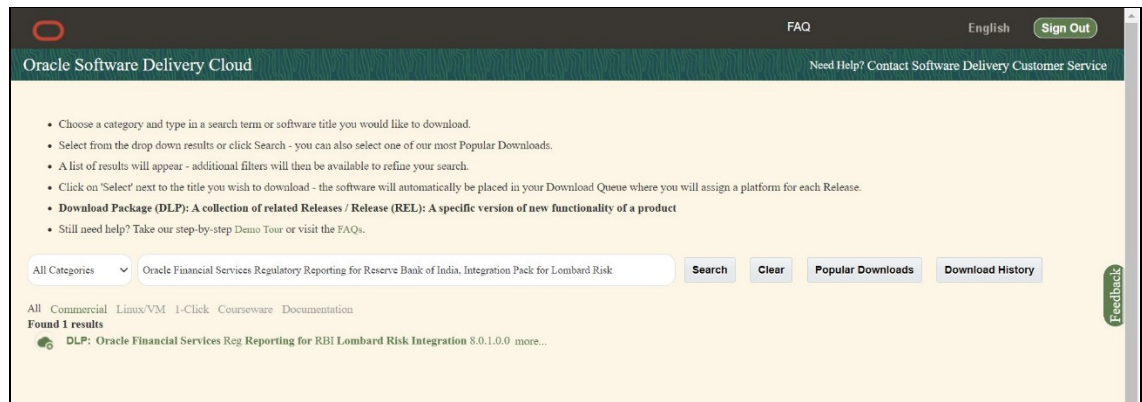 FAQ English Sign Out
Oracle Software Delivery Cloud Need Help? Contact Software Delivery Customer Service
• Choose a category and type in a search term or software title you would like to download.
• Select from the drop down results or click Search - you can also select one of our most Popular Downloads.
• A list of results will appear - additional filters will then be available to refine your search.
• Click on 'Select' next to the title you wish to download - the software will automatically be placed in your Download Queue where you will assign a platform for each Release.
• Download Package (DLP): A collection of related Releases / Release (REL): A specific version of new functionality of a product
• Still need help? Take our step-by-step Demo Tour or visit the FAQs.
All Categories Oracle Financial Services Regulatory Reporting for Reserve Bank of India, Integration Pack for Lombard Risk Search Clear Popular Downloads Download History
Feedback
All Commercial Linux/VM 1-Click Courseware Documentation
Found 1 results
DLP: Oracle Financial Services Reg Reporting for RBI Lombard Risk Integration 8.0.1.0.0 more...